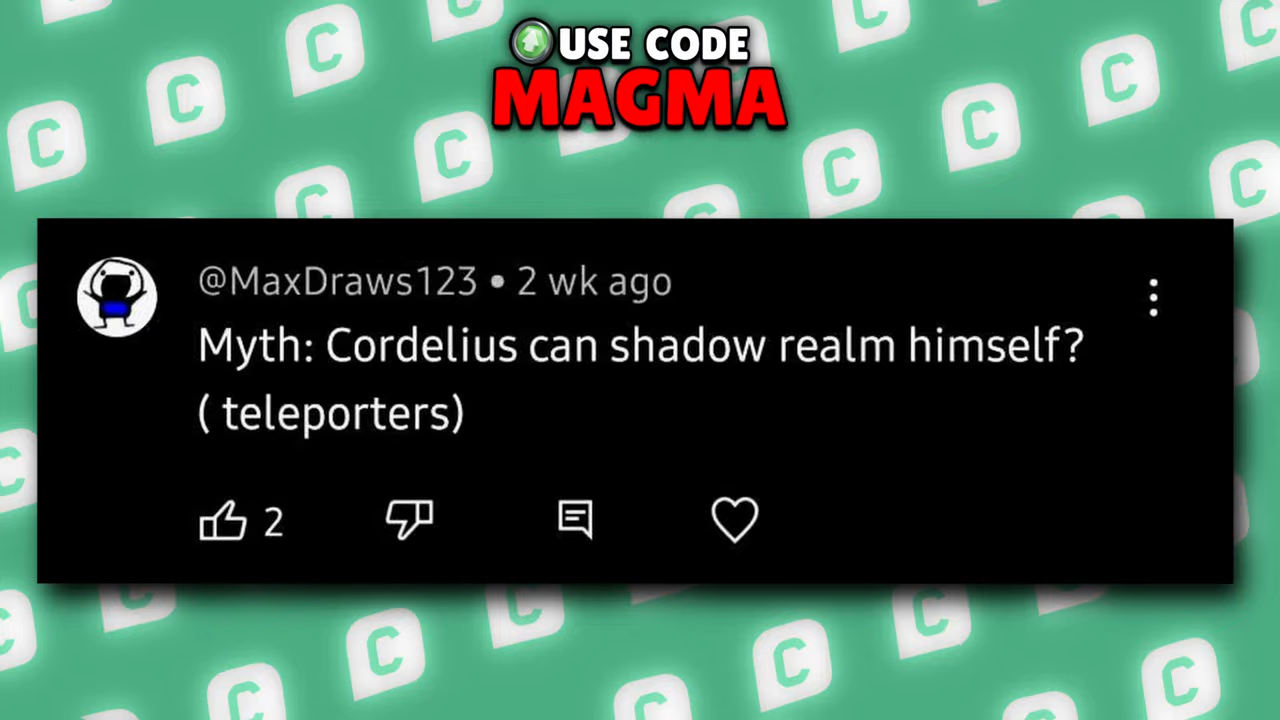 USE CODE
MAGMA
@MaxDraws123 • 2 wk ago
Myth: Cordelius can shadow realm himself?
( teleporters)
2